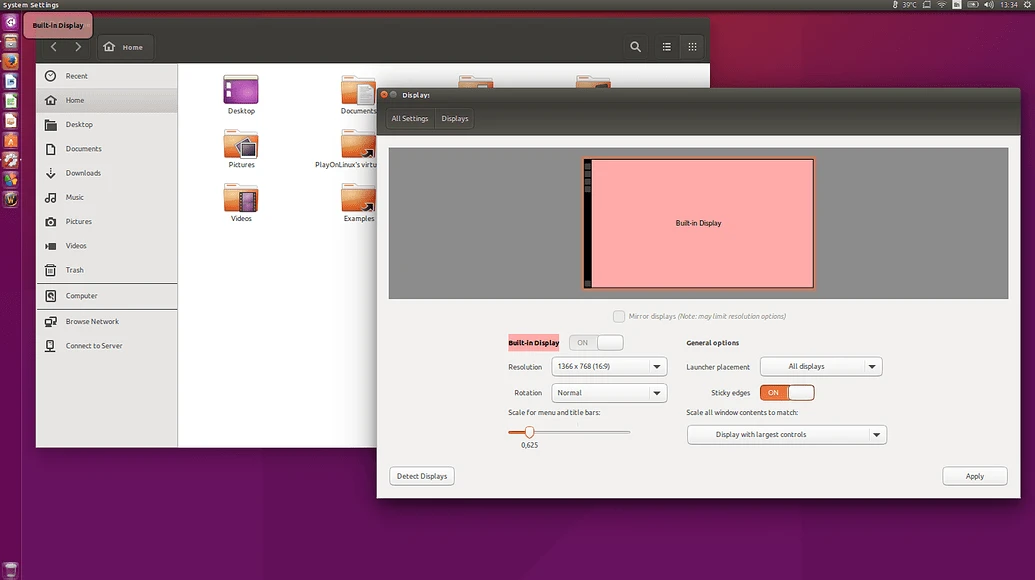 System Settings
39°C
13:34
Built-in Display
Home
Recent
Home
Desktop
Documents
Downloads
Music
Pictures
Videos
Trash
Computer
Browse Network
Connect to Server
Desktop
Documents
Pictures
PlayOnLinux's virtu
Videos
Examples
Displays
All Settings
Displays
Built-in Display
Mirror displays (Note: may limit resolution options)
Built-in Display
ON
Resolution
1366 x 768 (16:9)
Rotation
Normal
Scale for menu and title bars:
0,625
General options
Launcher placement
All displays
Sticky edges
ON
Scale all window contents to match:
Display with largest controls
Detect Displays
Apply